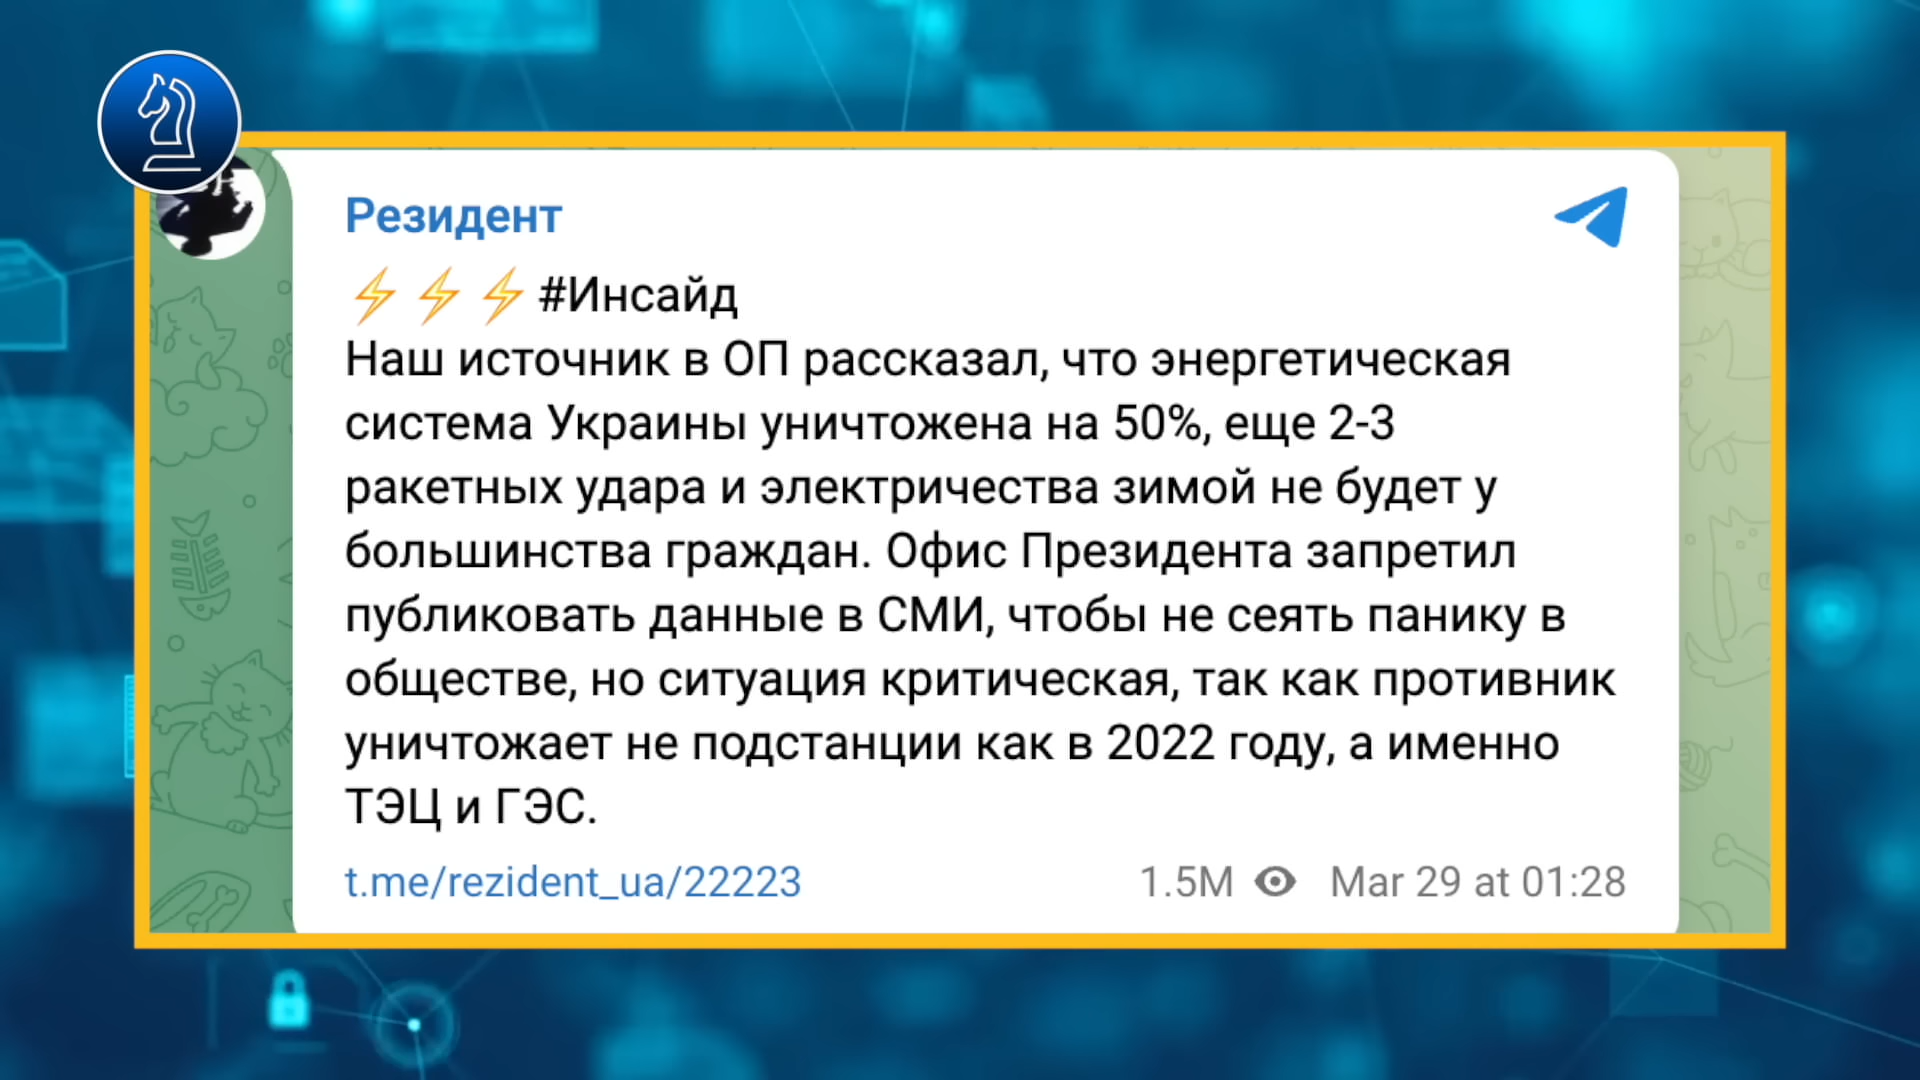 Резидент
⚡⚡⚡#Инсайд
Наш источник в ОП рассказал, что энергетическая
система Украины уничтожена на 50%, еще 2-3
ракетных удара и электричества зимой не будет у
большинства граждан. Офис Президента запретил
публиковать данные в СМИ, чтобы не сеять панику в
обществе, но ситуация критическая, так как противник
уничтожает не подстанции как в 2022 году, а именно
ТЭЦ и ГЭС.
t.me/rezident_ua/22223 1.5M Mar 29 at 01:28